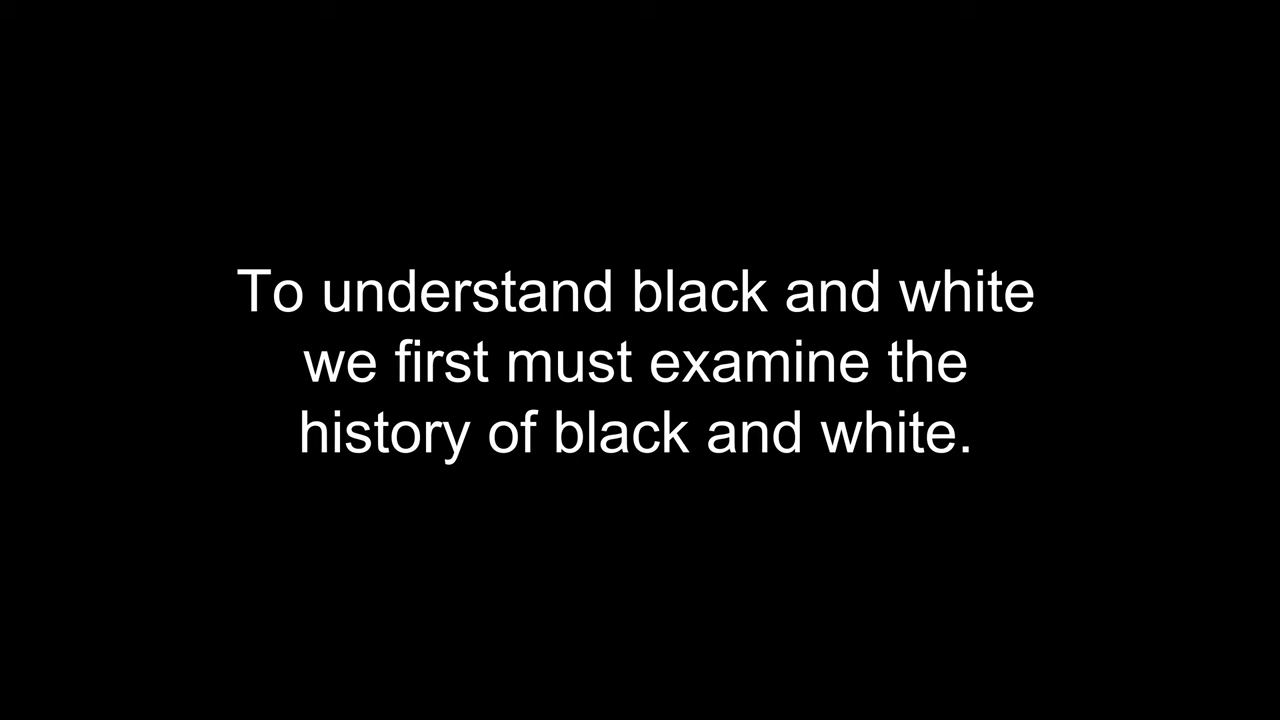 To understand black and white
we first must examine the
history of black and white.